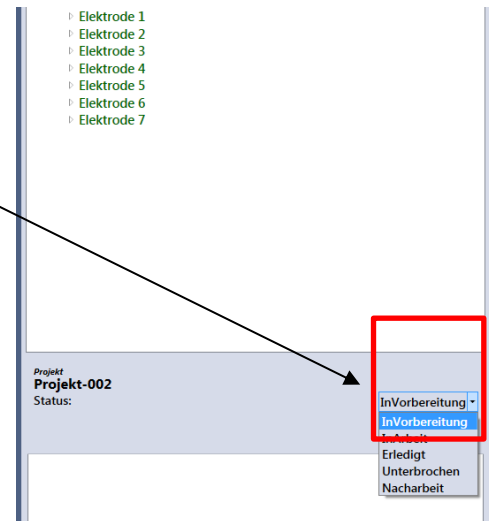 Elektrode 1
Elektrode 2
Elektrode 3
Elektrode 4
Elektrode 5
Elektrode 6
Elektrode 7
Projekt
Projekt-002
Status:
InVorbereitung
InVorbereitung
InArbeit
Erledigt
Unterbrochen
Nacharbeit